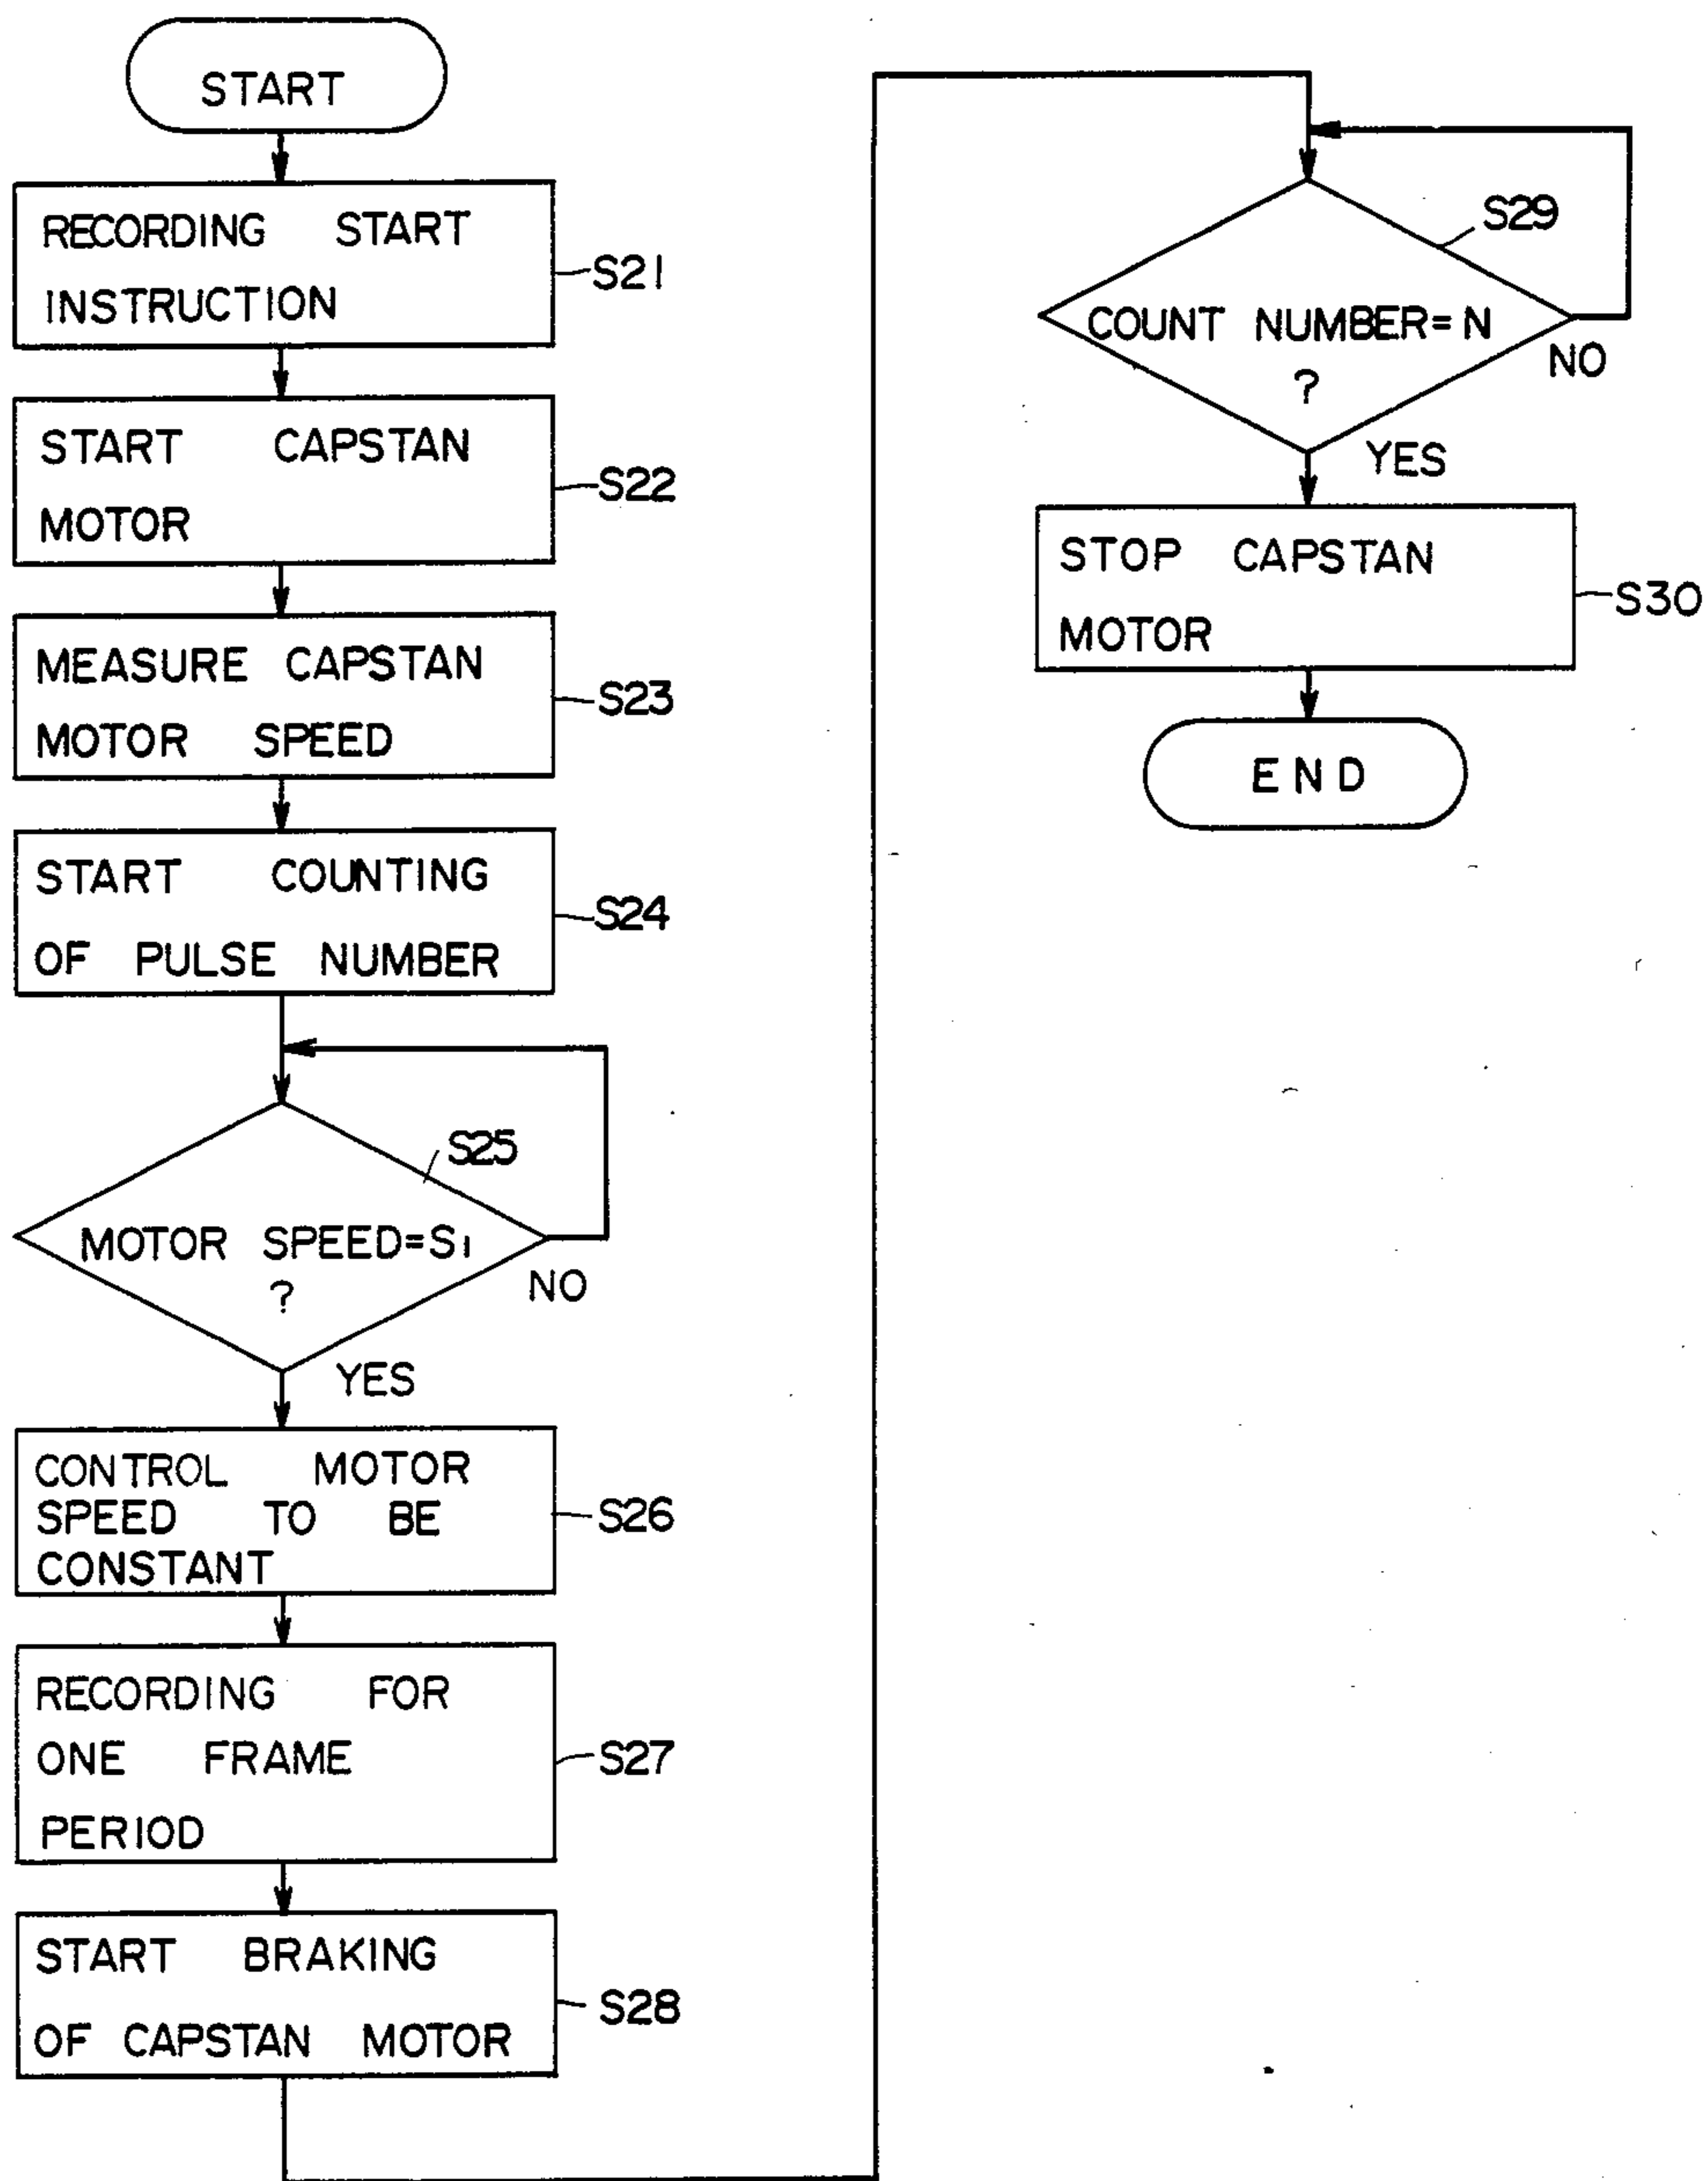 START
RECORDING START
INSTRUCTION
S21
START CAPSTAN
MOTOR
S22
MEASURE CAPSTAN
MOTOR SPEED
S23
START COUNTING
OF PULSE NUMBER
S24
S25
MOTOR SPEED=S1
?
NO
YES
CONTROL MOTOR
SPEED TO BE
CONSTANT
S26
RECORDING FOR
ONE FRAME
PERIOD
S27
START BRAKING
OF CAPSTAN MOTOR
S28
S29
COUNT NUMBER=N
?
NO
YES
STOP CAPSTAN
MOTOR
S30
END